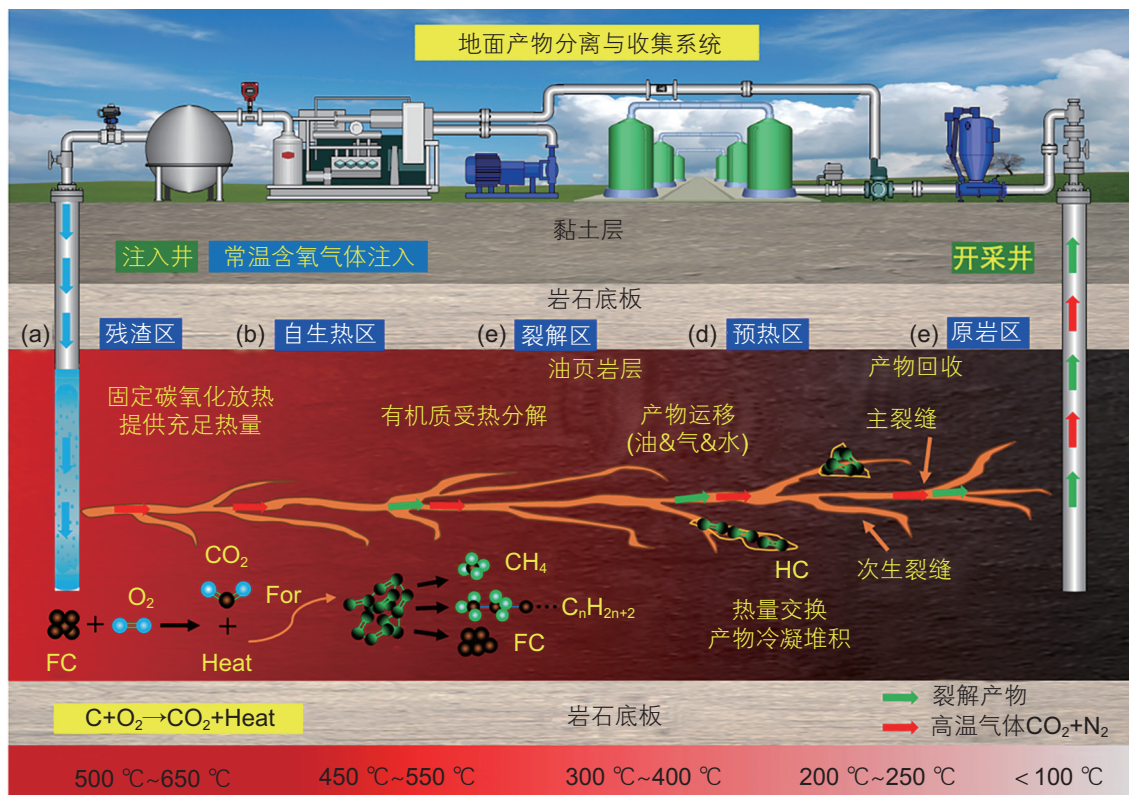 地面产物分离与收集系统
黏土层
注入井
常温含氧气体注入
开采井
岩石底板
(a)
残渣区
(b)
自生热区
(e)
裂解区
(d)
预热区
(e)
原岩区
油页岩层
产物回收
固定碳氧化放热
提供充足热量
有机质受热分解
产物运移
(油&气&水)
主裂缝
CO₂
O₂
For
+
+
FC
Heat
CH₄
CₙH₂ₙ₊₂
FC
HC
次生裂缝
热量交换
产物冷凝堆积
C+O₂→CO₂+Heat
岩石底板
裂解产物
高温气体CO₂+N₂
500 ℃~650 ℃
450 ℃~550 ℃
300 ℃~400 ℃
200 ℃~250 ℃
＜100 ℃